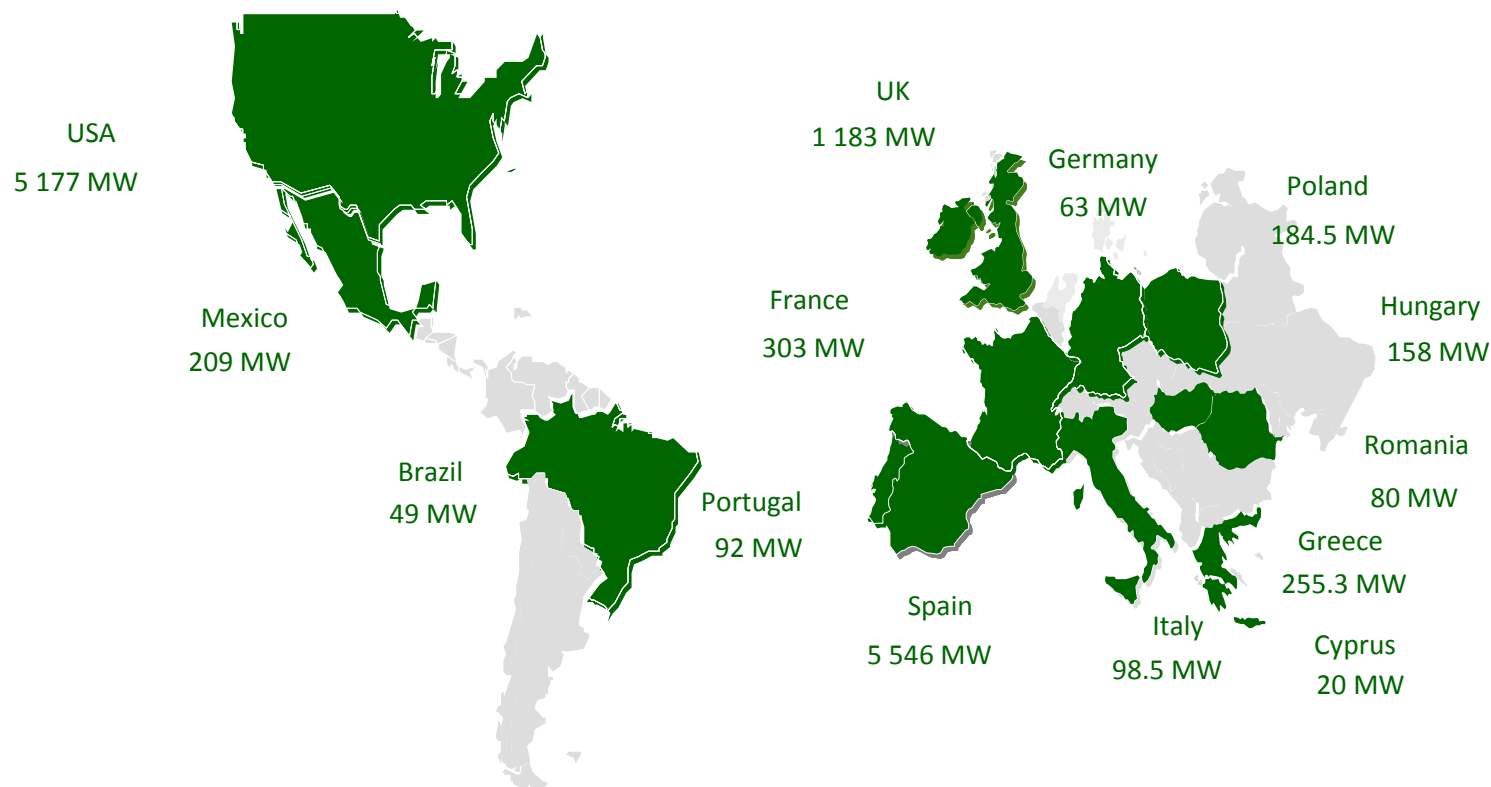 USA
5 177 MW
Mexico
209 MW
Brazil
49 MW
UK
1 183 MW
Germany
63 MW
Poland
184.5 MW
France
303 MW
Hungary
158 MW
Romania
80 MW
Portugal
92 MW
Greece
255.3 MW
Spain
5 546 MW
Italy
98.5 MW
Cyprus
20 MW